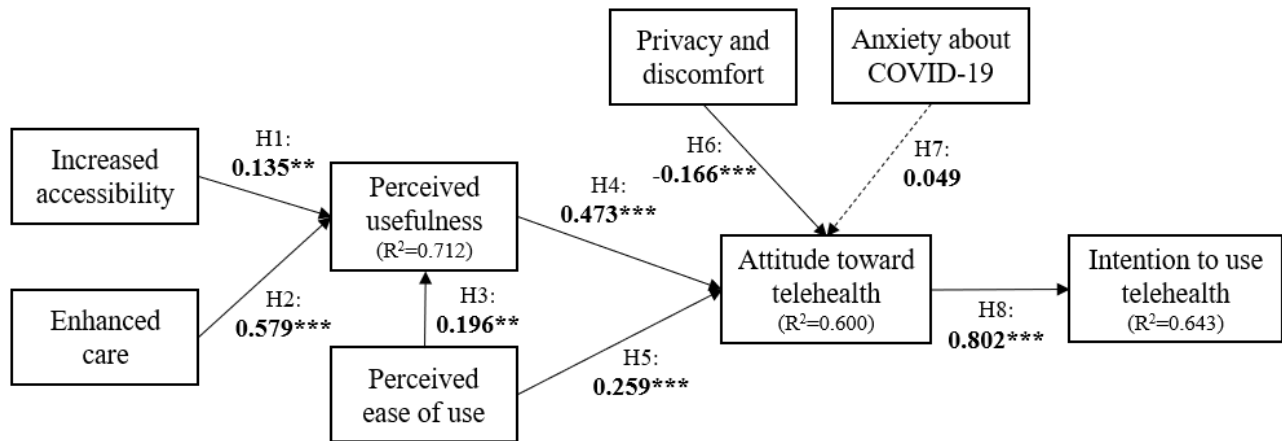 Privacy and
discomfort
Anxiety about
COVID-19
Increased
accessibility
H1:
0.135**
Perceived
usefulness
(R²=0.712)
H4:
0.473***
H6:
-0.166***
H7:
0.049
Enhanced
care
H2:
0.579***
H3:
0.196**
Perceived
ease of use
H5:
0.259***
Attitude toward
telehealth
(R²=0.600)
H8:
0.802***
Intention to use
telehealth
(R²=0.643)